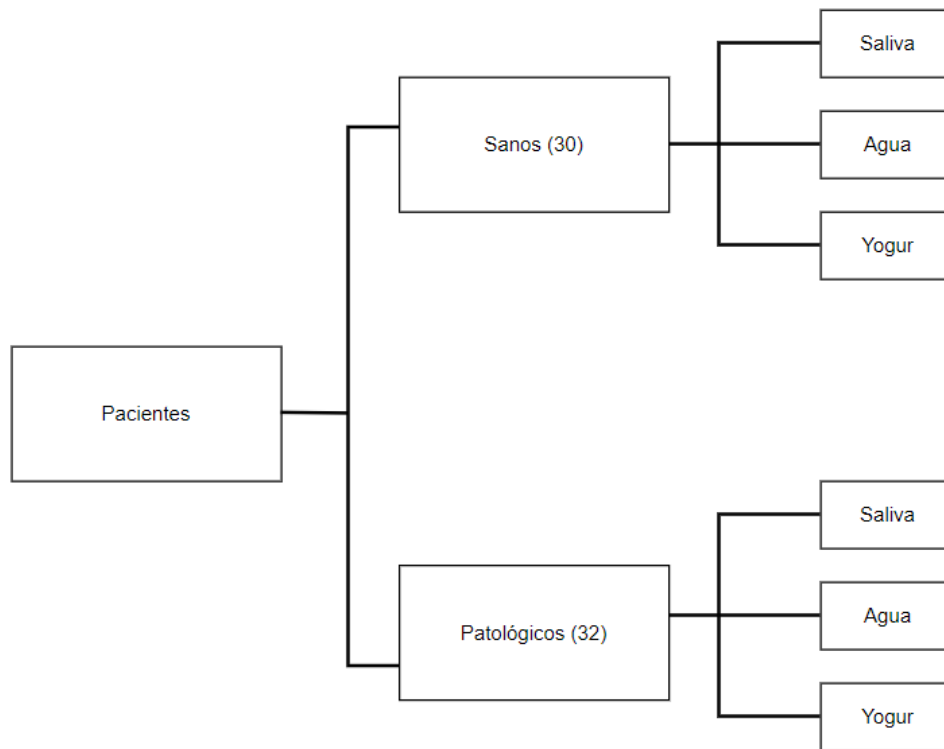 Pacientes
Sanos (30)
Saliva
Agua
Yogur
Patológicos (32)
Saliva
Agua
Yogur